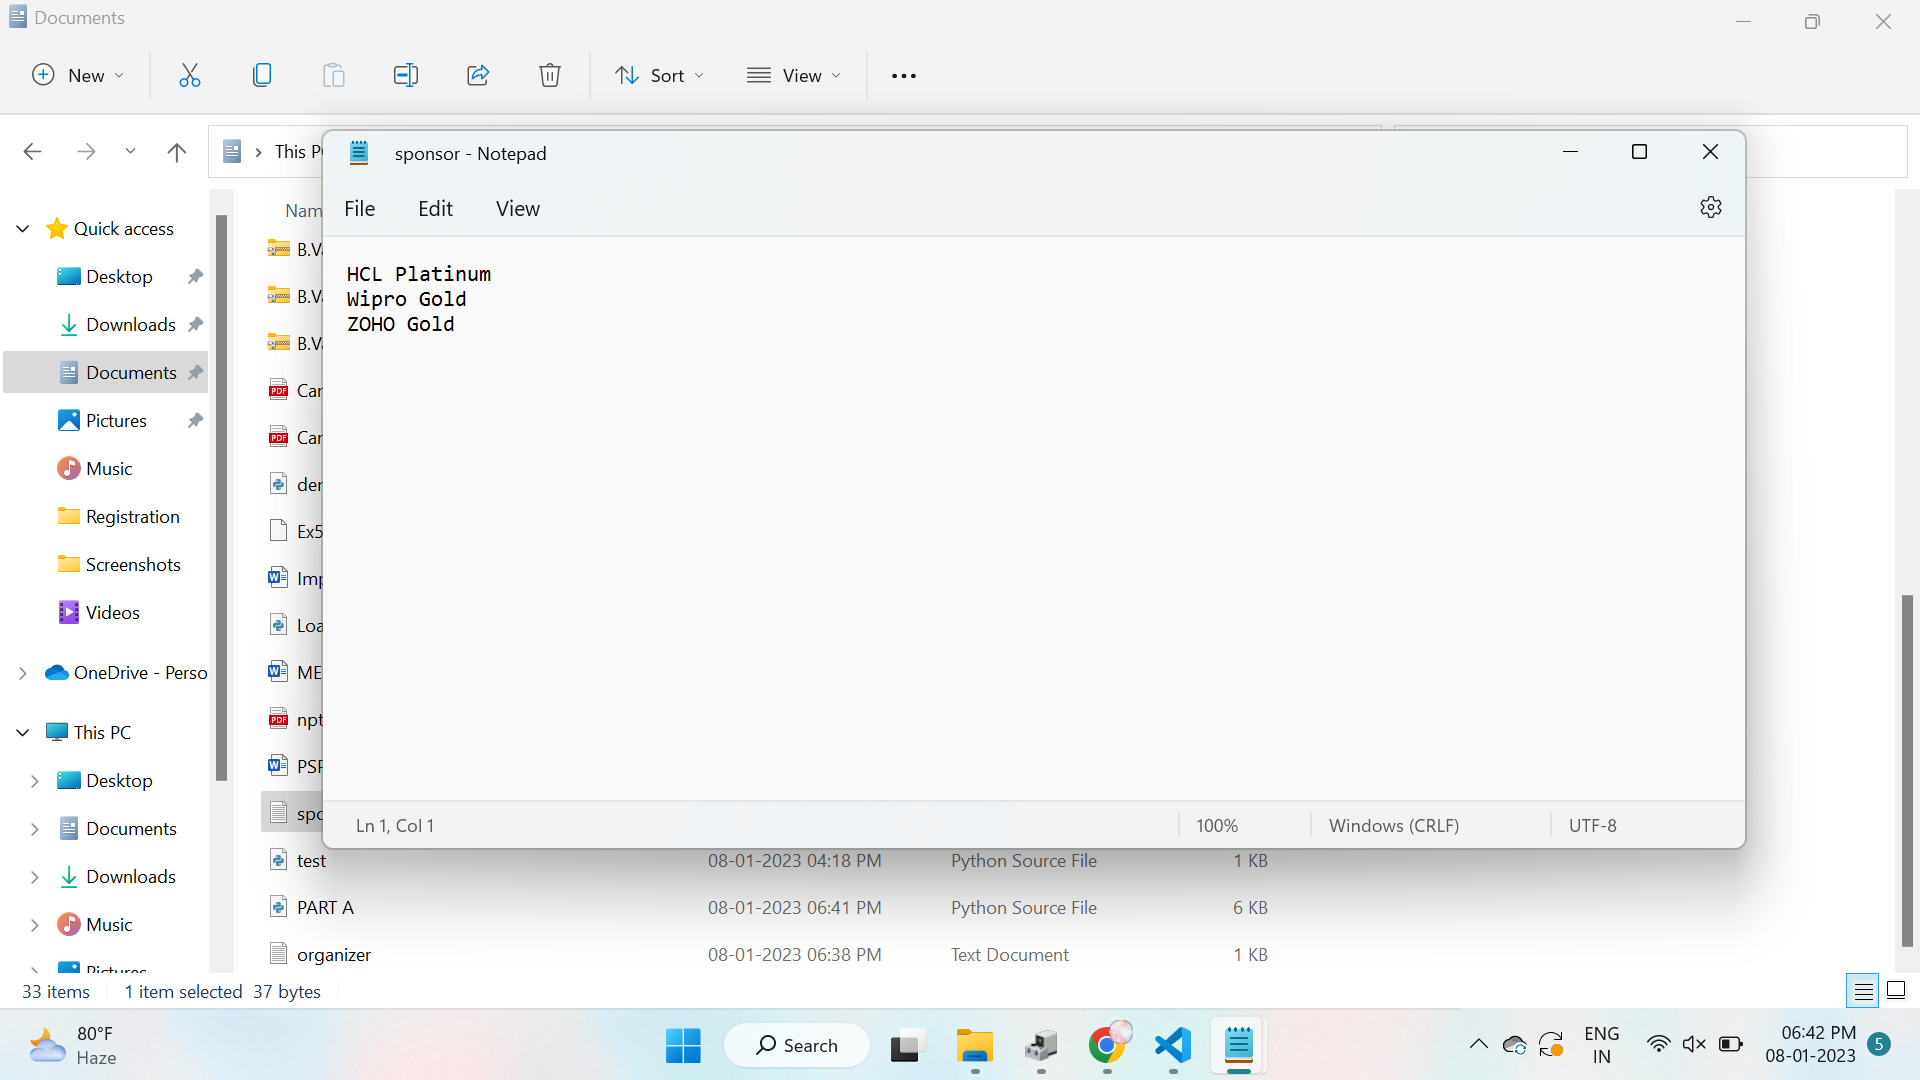 Documents
New
Sort
View
This P
sponsor - Notepad
File
Edit
View
HCL Platinum
Wipro Gold
ZOHO Gold
Ln 1, Col 1
100%
Windows (CRLF)
UTF-8
Quick access
Desktop
Downloads
Documents
Pictures
Music
Registration
Screenshots
Videos
OneDrive - Perso
This PC
Desktop
Documents
Downloads
Music
Pictures
Nam
B.Va
B.Va
B.Va
Car
Car
der
Ex5
Imp
Loa
ME
npt
PSP
spo
test 08-01-2023 04:18 PM Python Source File 1 KB
PART A 08-01-2023 06:41 PM Python Source File 6 KB
organizer 08-01-2023 06:38 PM Text Document 1 KB
33 items 1 item selected 37 bytes
80°F
Haze
Search
ENG
IN
06:42 PM
08-01-2023
5